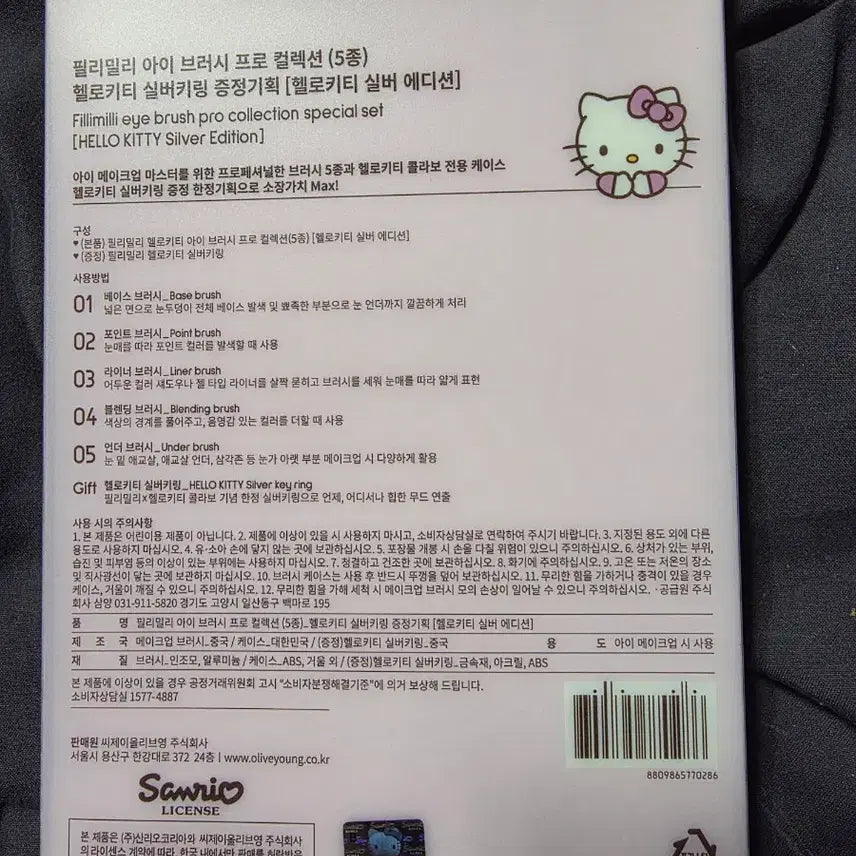 필리밀리 아이 브러시 프로 컬렉션 (5종)
헬로키티 실버키링 증정기획 [헬로키티 실버 에디션]
Fillimilli eye brush pro collection special set
[HELLO KITTY Silver Edition]
아이 메이크업 마스터를 위한 프로페셔널한 브러시 5종과 헬로키티 콜라보 전용 케이스
헬로키티 실버키링 증정 한정기획으로 소장가치 Max!
구성
♥ (본품) 필리밀리 헬로키티 아이 브러시 프로 컬렉션(5종) [헬로키티 실버 에디션]
♥ (증정) 필리밀리 헬로키티 실버키링
사용방법
01 베이스 브러시_Base brush
넓은 면으로 눈두덩이 전체 베이스 발색 및 뾰족한 부분으로 눈 언더까지 깔끔하게 처리
02 포인트 브러시_Point brush
눈매를 따라 포인트 컬러를 발색할 때 사용
03 라이너 브러시_Liner brush
어두운 컬러 섀도우나 젤 타입 라이너를 살짝 묻히고 브러시를 세워 눈매를 따라 얇게 표현
04 블렌딩 브러시_Blending brush
색상의 경계를 풀어주고, 음영감 있는 컬러를 더할 때 사용
05 언더 브러시_Under brush
눈 밑 애교살, 애교살 언더, 삼각존 등 눈가 아랫 부분 메이크업 시 다양하게 활용
Gift 헬로키티 실버키링_HELLO KITTY Silver key ring
필리밀리x헬로키티 콜라보 기념 한정 실버키링으로 언제, 어디서나 힙한 무드 연출
사용 시의 주의사항
1. 본 제품은 어린이용 제품이 아닙니다. 2. 제품에 이상이 있을 시 사용하지 마시고, 소비자상담실로 연락하여 주시기 바랍니다. 3. 지정된 용도 외에 다른
용도로 사용하지 마십시오. 4. 유·소아 손에 닿지 않는 곳에 보관하십시오. 5. 포장물 개봉 시 손을 다칠 위험이 있으니 주의하십시오. 6. 상처가 있는 부위,
습진 및 피부염 등의 이상이 있는 부위에는 사용하지 마십시오. 7. 청결하고 건조한 곳에 보관하십시오. 8. 화기에 주의하십시오. 9. 고온 또는 저온의 장소
및 직사광선이 닿는 곳에 보관하지 마십시오. 10. 브러시 케이스는 사용 후 반드시 뚜껑을 덮어 보관하십시오. 11. 무리한 힘을 가하거나 충격이 있을 경우
케이스, 거울이 깨질 수 있으니 주의하십시오. 12. 무리한 힘을 가해 세척 시 메이크업 브러시 모의 손상이 일어날 수 있으니 주의하십시오. ·공급원 주식
회사 삼양 031-911-5820 경기도 고양시 일산동구 백마로 195
품 명 필리밀리 아이 브러시 프로 컬렉션 (5종)_헬로키티 실버키링 증정기획 [헬로키티 실버 에디션]
제 조 국 메이크업 브러시_중국 / 케이스_대한민국 / (증정)헬로키티 실버키링_중국 용 도 아이 메이크업 시 사용
재 질 브러시_인조모, 알루미늄 / 케이스_ABS, 거울 외 / (증정)헬로키티 실버키링_금속재, 아크릴, ABS
본 제품에 이상이 있을 경우 공정거래위원회 고시 "소비자분쟁해결기준"에 의거 보상해 드립니다.
소비자상담실 1577-4887
판매원 씨제이올리브영 주식회사
서울시 용산구 한강대로 372 24층 | www.oliveyoung.co.kr
8809865770286
Sanrio
LICENSE
본 제품은 (주)산리오코리아와 씨제이올리브영 주식회사
의 라이센스 계약에 따라, 한국 내에서만 판매를 허락받은